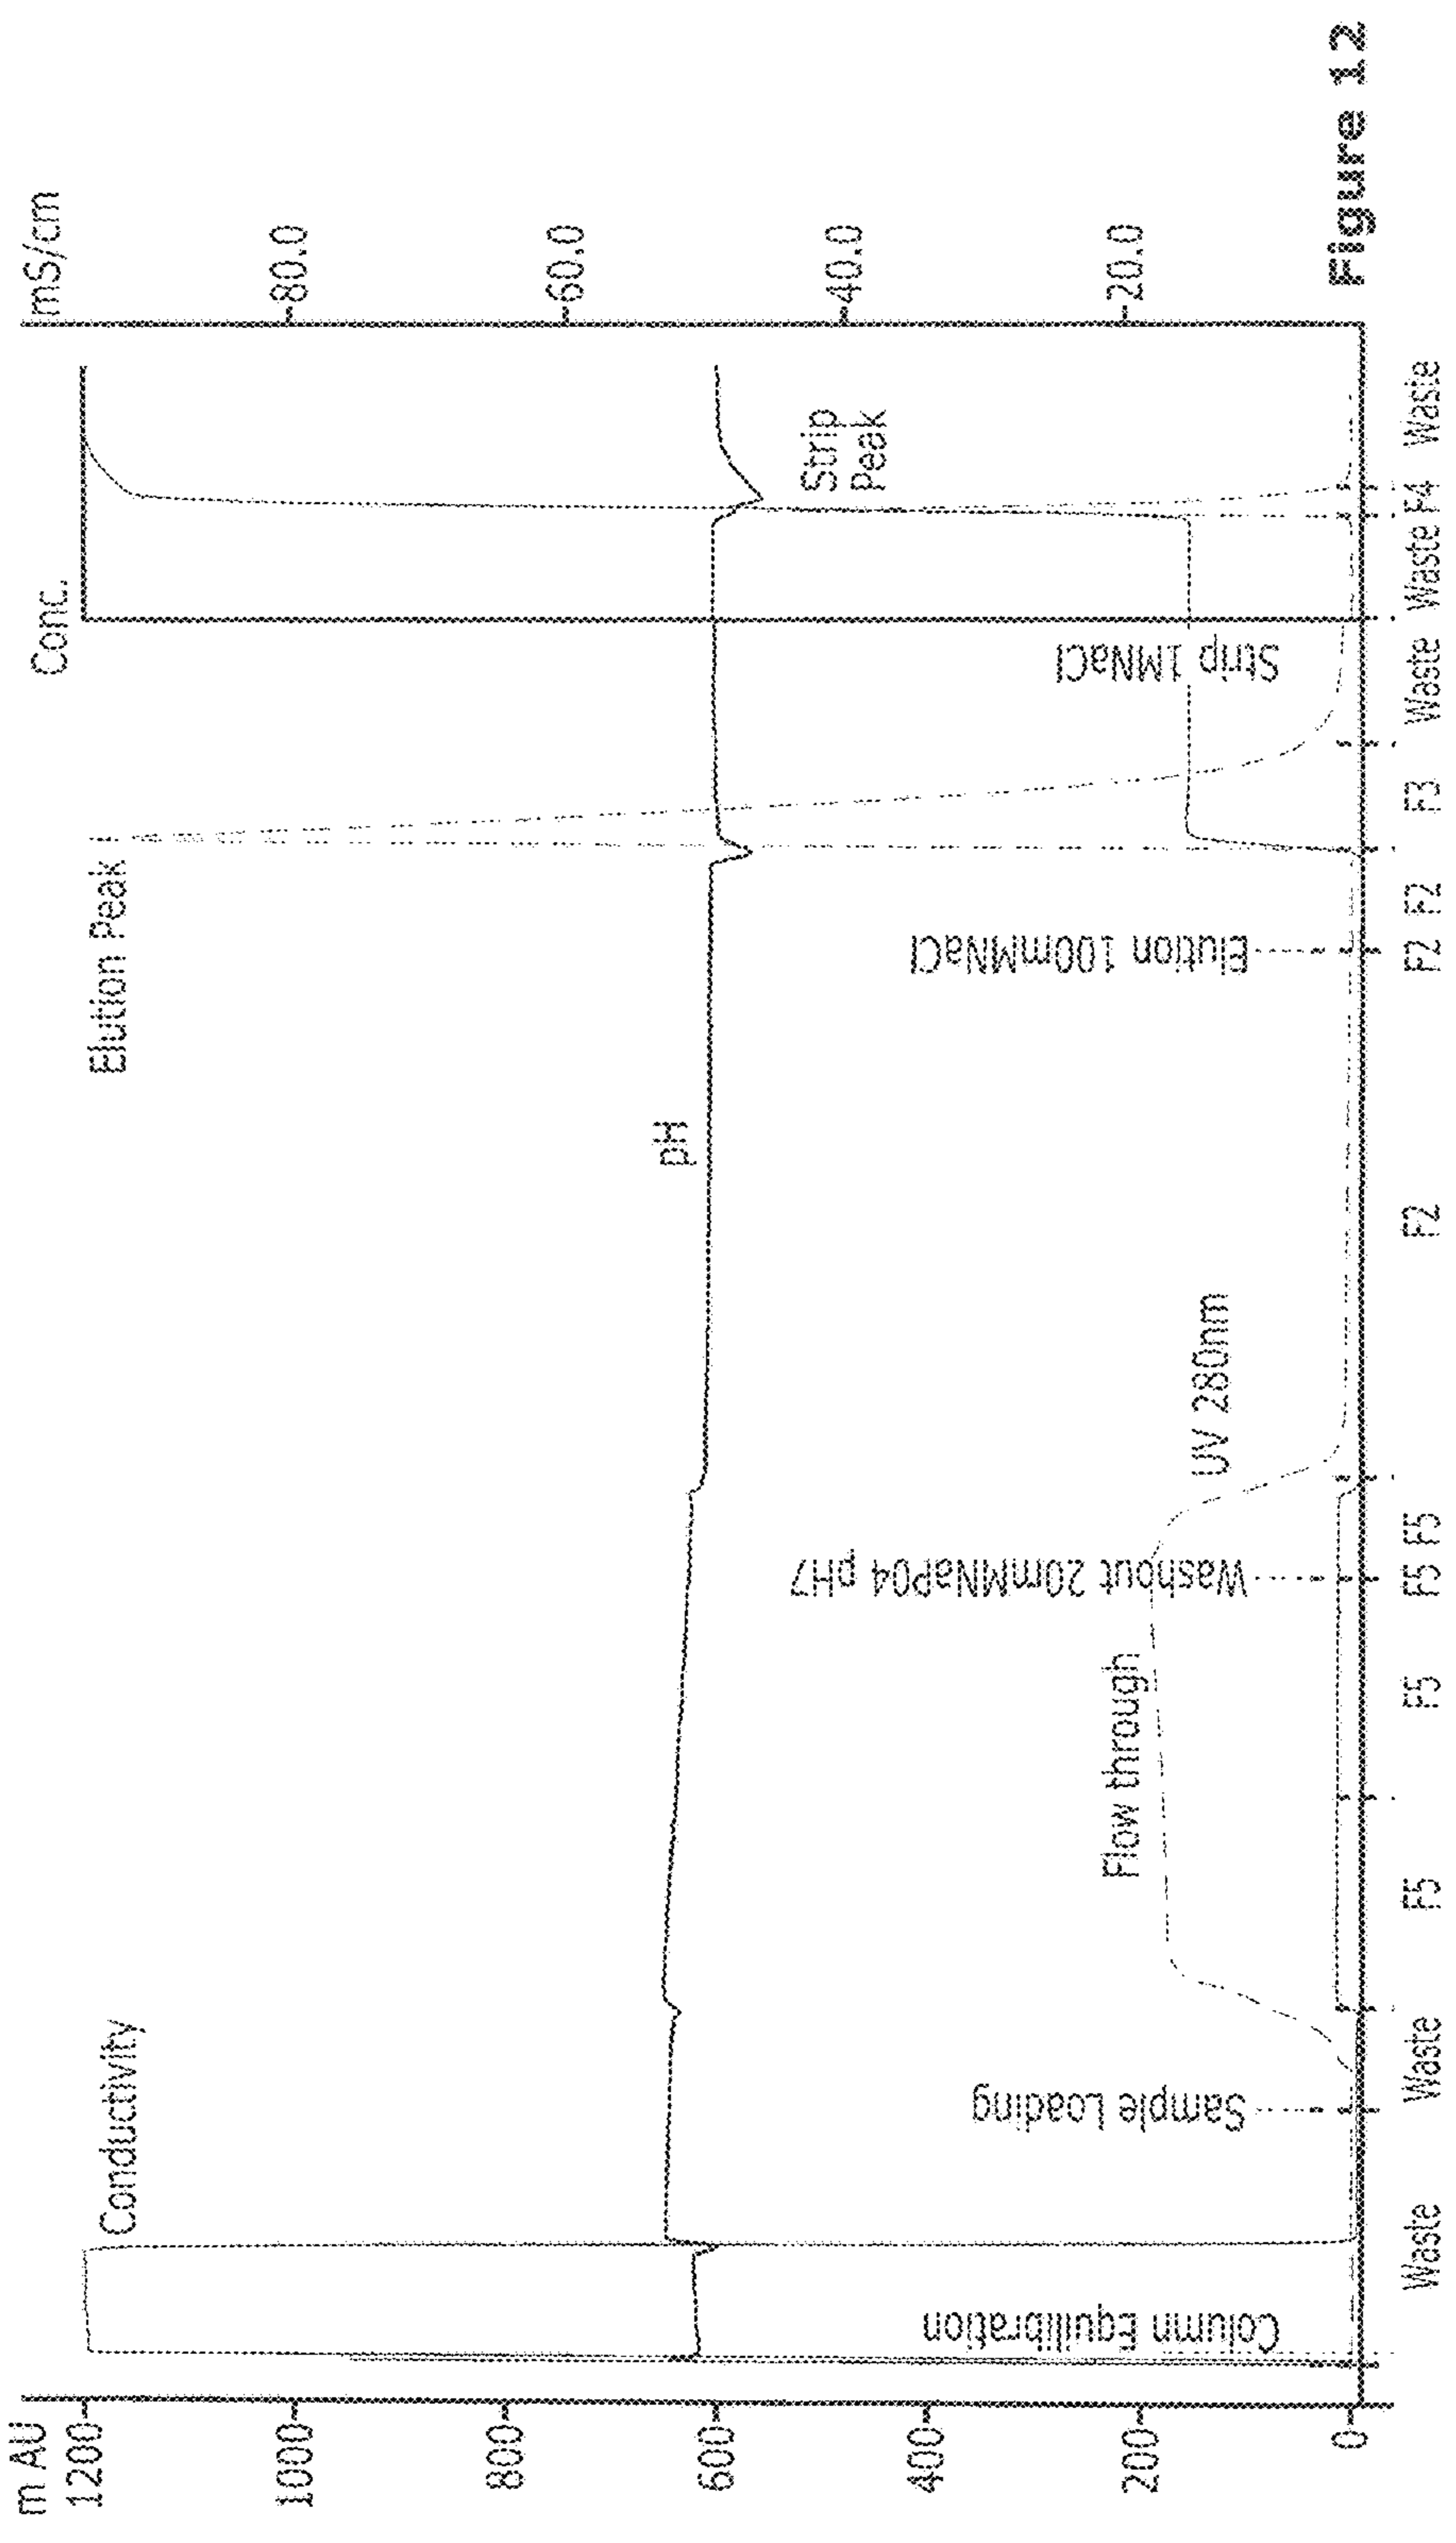 m AU
1200
1000
800
600
400
200
0
mS/cm
80.0
60.0
40.0
20.0
Conductivity
Conc.
Elution Peak
pH
Strip
Peak
UV 280nm
Flow through
Column Equilibration
Sample Loading
Washout 20mMNaPO4 pH7
Elution 100mMNaCl
Strip 1MNaCl
Waste
Waste
F5
F5
F5
F5
F2
F2
F2
F3
Waste
Waste
F4
Waste
Figure 12